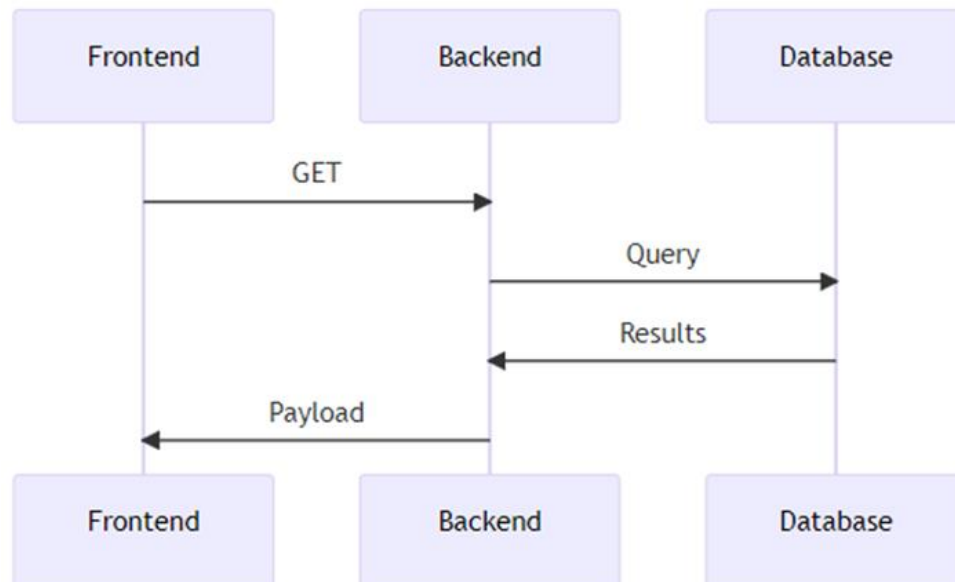 Frontend Backend Database
GET
Query
Results
Payload
Frontend Backend Database